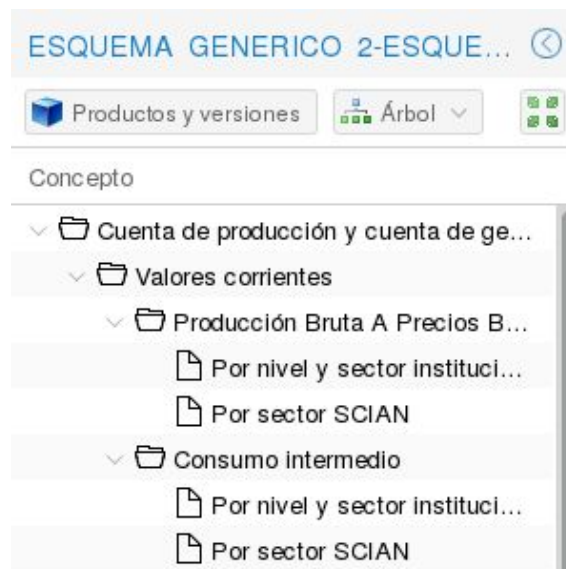 ESQUEMA GENERICO 2-ESQUE...
Productos y versiones Árbol
Concepto
Cuenta de producción y cuenta de ge...
Valores corrientes
Producción Bruta A Precios B...
Por nivel y sector instituci...
Por sector SCIAN
Consumo intermedio
Por nivel y sector instituci...
Por sector SCIAN